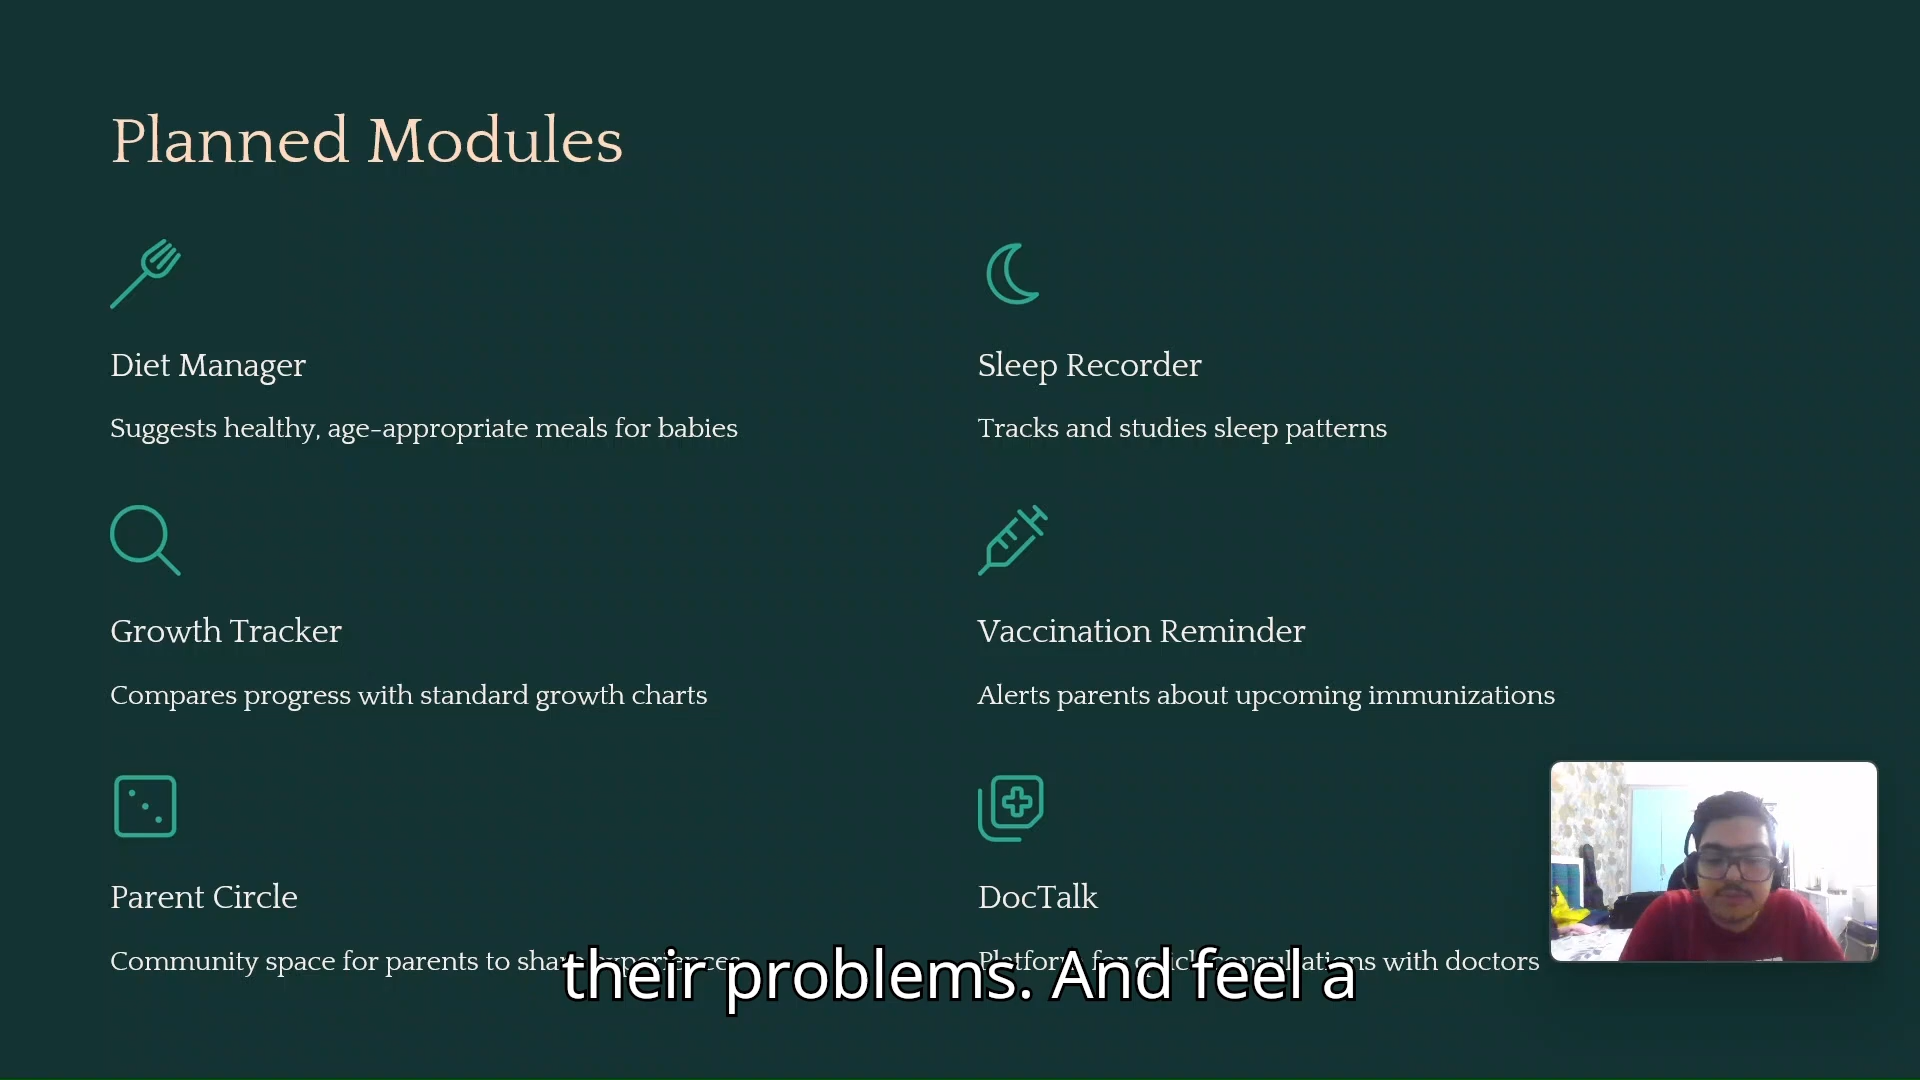 Planned Modules
Diet Manager
Suggests healthy, age-appropriate meals for babies
Sleep Recorder
Tracks and studies sleep patterns
Growth Tracker
Compares progress with standard growth charts
Vaccination Reminder
Alerts parents about upcoming immunizations
Parent Circle
Community space for parents to share experiences
DocTalk
Platform for quick consultations with doctors
their problems. And feel a